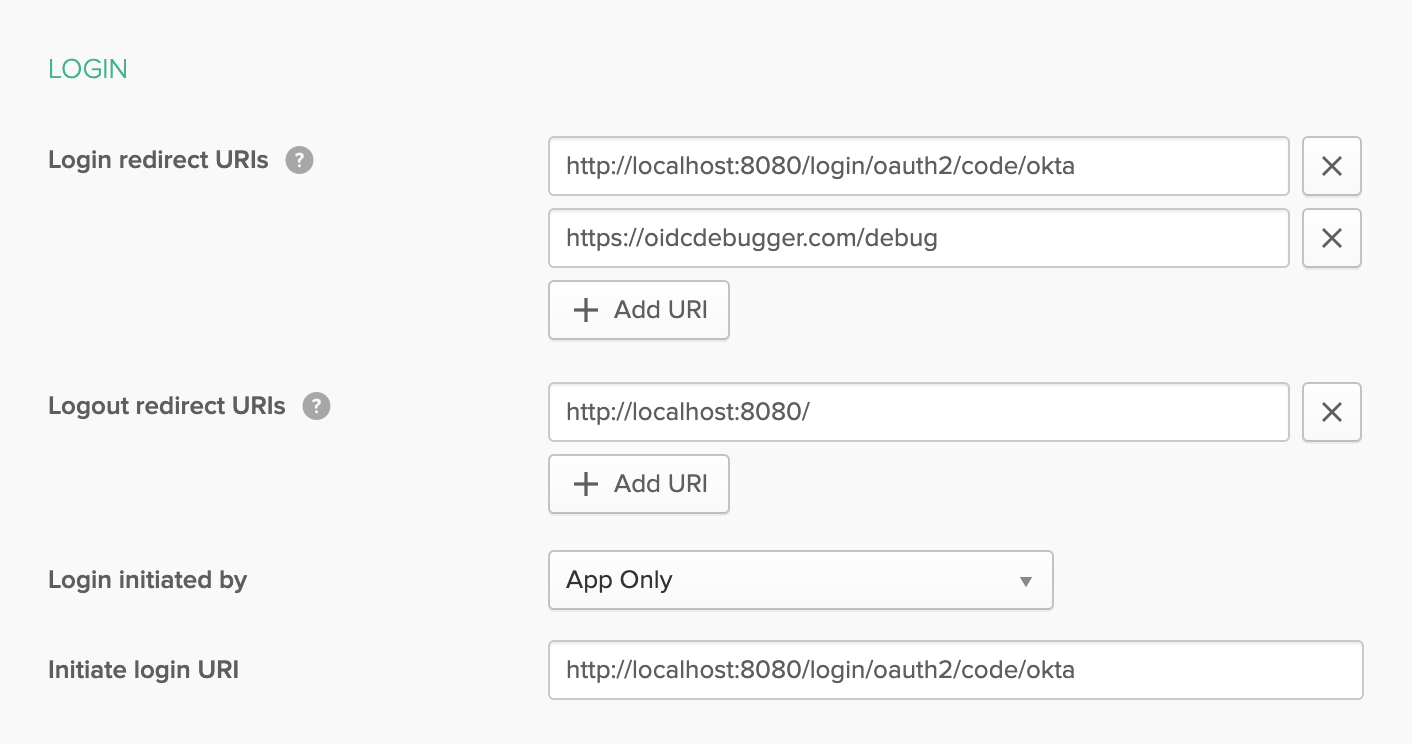 LOGIN
Login redirect URIs ?
http://localhost:8080/login/oauth2/code/okta
https://oidcdebugger.com/debug
+ Add URI
Logout redirect URIs ?
http://localhost:8080/
+ Add URI
Login initiated by
App Only
Initiate login URI
http://localhost:8080/login/oauth2/code/okta